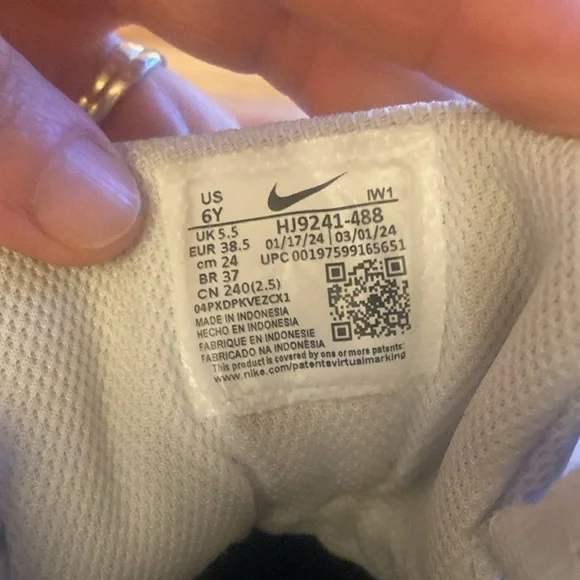 US
6Y
IW1
HJ9241-488
UK 5.5
01/17/24 | 03/01/24
EUR 38.5
UPC 00197599165651
cm 24
BR 37
CN 240(2.5)
04PXDPKVEZCX1
MADE IN INDONESIA
HECHO EN INDONESIA
FABRIQUE EN INDONESIE
FABRICADO NA INDONÉSIA
This product is covered by one or more patents:
www.nike.com/patentsvirtualmarking